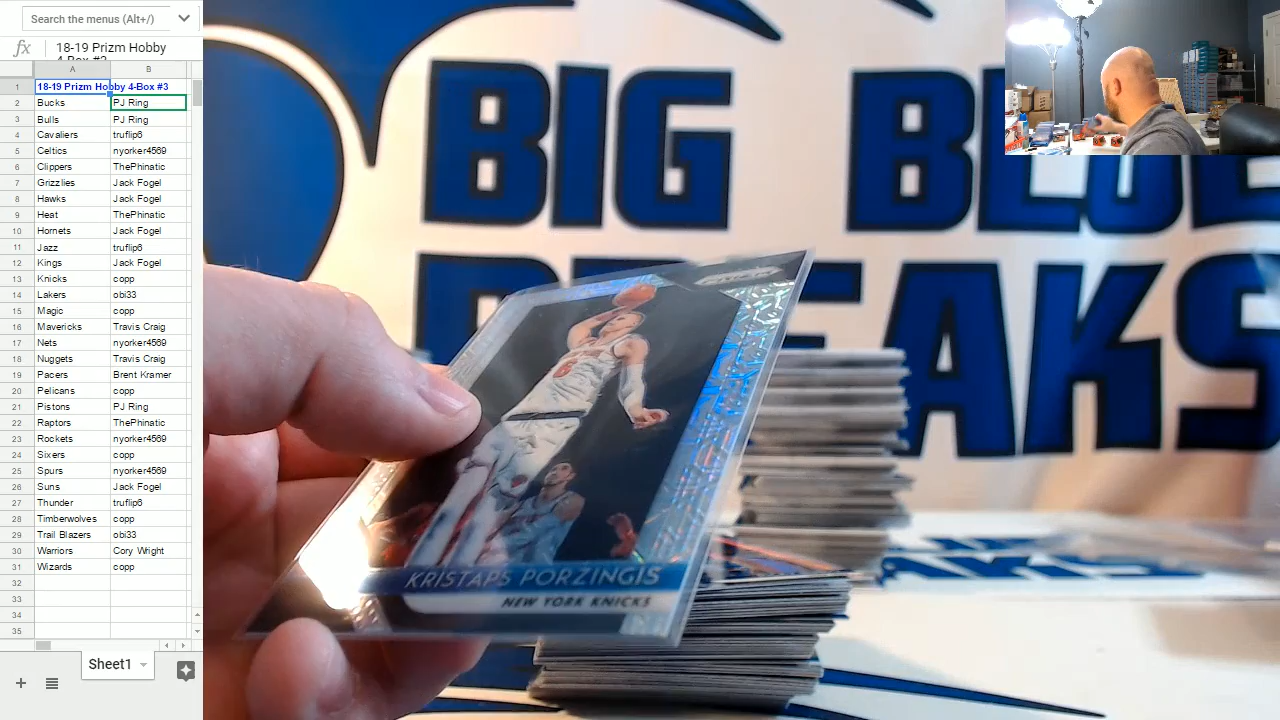 Search the menus (Alt+/)
fx
18-19 Prizm Hobby
A B
1 18-19 Prizm Hobby 4-Box #3
2 Bucks PJ Ring
3 Bulls PJ Ring
4 Cavaliers truflip6
5 Celtics nyorker4569
6 Clippers ThePhinatic
7 Grizzlies Jack Fogel
8 Hawks Jack Fogel
9 Heat ThePhinatic
10 Hornets Jack Fogel
11 Jazz truflip6
12 Kings Jack Fogel
13 Knicks copp
14 Lakers obi33
15 Magic copp
16 Mavericks Travis Craig
17 Nets nyorker4569
18 Nuggets Travis Craig
19 Pacers Brent Kramer
20 Pelicans copp
21 Pistons PJ Ring
22 Raptors ThePhinatic
23 Rockets nyorker4569
24 Sixers copp
25 Spurs nyorker4569
26 Suns Jack Fogel
27 Thunder truflip6
28 Timberwolves copp
29 Trail Blazers obi33
30 Warriors Cory Wright
31 Wizards copp
32
33
34
35
Sheet1
BIG BLUE
BREAKS
PRIZM
6
KRISTAPS PORZINGIS
NEW YORK KNICKS